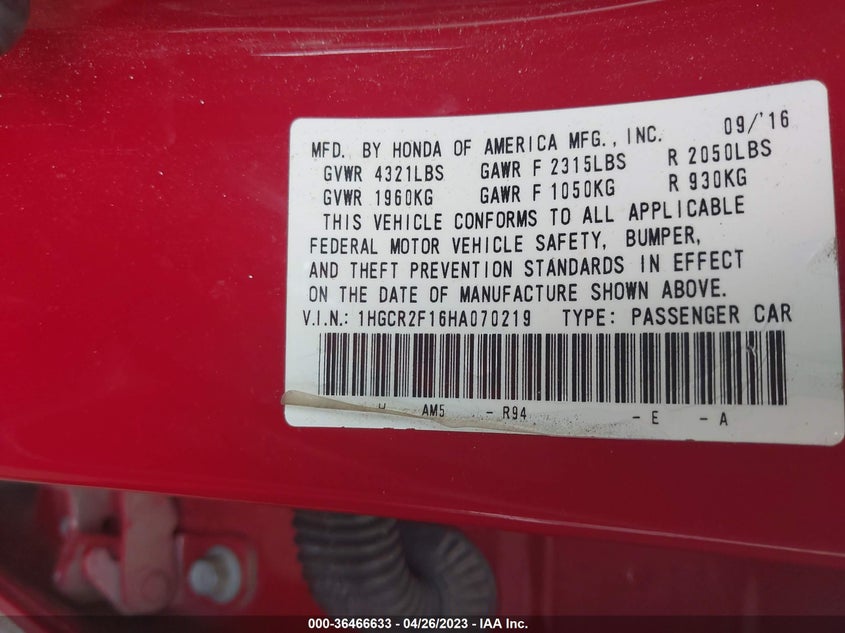 MFD. BY HONDA OF AMERICA MFG., INC. 09/'16
GVWR 4321LBS GAWR F 2315LBS R 2050LBS
GVWR 1960KG GAWR F 1050KG R 930KG
THIS VEHICLE CONFORMS TO ALL APPLICABLE
FEDERAL MOTOR VEHICLE SAFETY, BUMPER,
AND THEFT PREVENTION STANDARDS IN EFFECT
ON THE DATE OF MANUFACTURE SHOWN ABOVE.
V.I.N.: 1HGCR2F16HA070219 TYPE: PASSENGER CAR
AM5 - R94 - E - A
000-36466633 - 04/26/2023 - IAA Inc.